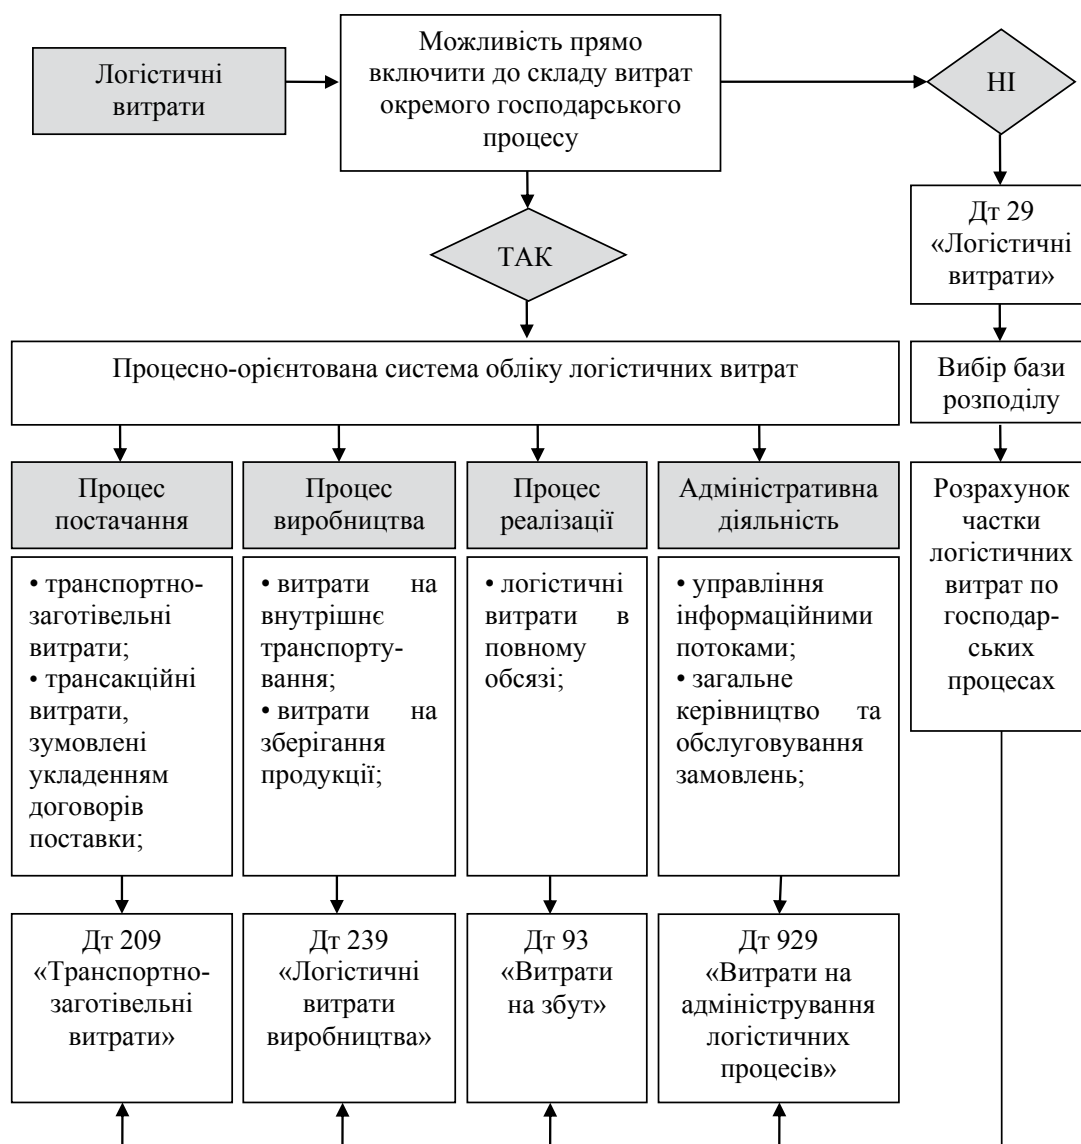 Логістичні
витрати
Можливість прямо
включити до складу витрат
окремого господарського
процесу
НІ
ТАК
Дт 29
«Логістичні
витрати»
Процесно-орієнтована система обліку логістичних витрат
Вибір бази
розподілу
Процес
постачання
Процес
виробництва
Процес
реалізації
Адміністративна
діяльність
Розрахунок
частки
логістичних
витрат по
господар-
ських
процесах
• транспортно-
заготівельні
витрати;
• трансакційні
витрати,
зумовлені
укладенням
договорів
поставки;
• витрати на
внутрішнє
транспорту-
вання;
• витрати на
зберігання
продукції;
• логістичні
витрати в
повному
обсязі;
• управління
інформаційними
потоками;
• загальне
керівництво та
обслуговування
замовлень;
Дт 209
«Транспортно-
заготівельні
витрати»
Дт 239
«Логістичні
витрати
виробництва»
Дт 93
«Витрати
на збут»
Дт 929
«Витрати на
адміністрування
логістичних
процесів»